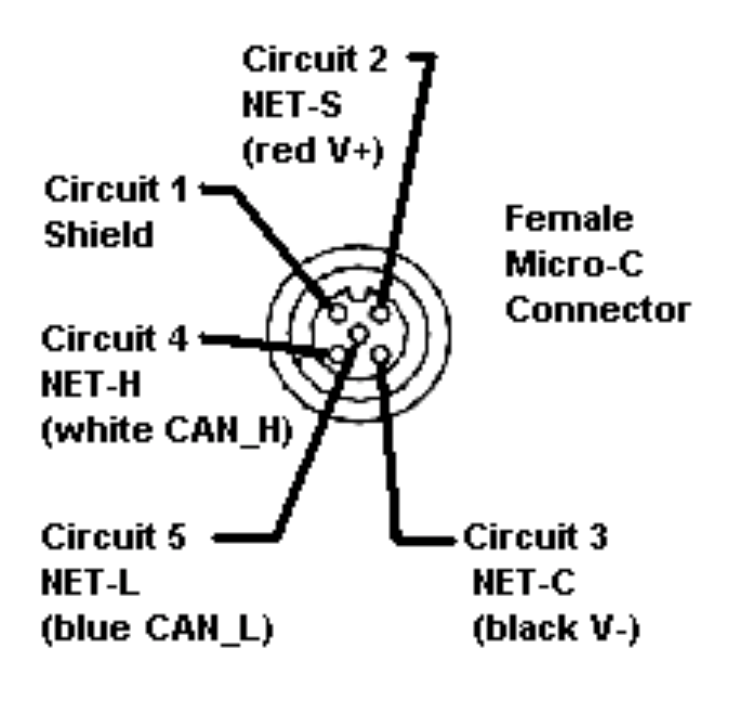 Circuit 2
NET-S
(red V+)
Circuit 1
Shield
Female
Micro-C
Connector
Circuit 4
NET-H
(white CAN_H)
Circuit 5
NET-L
(blue CAN_L)
Circuit 3
NET-C
(black V-)